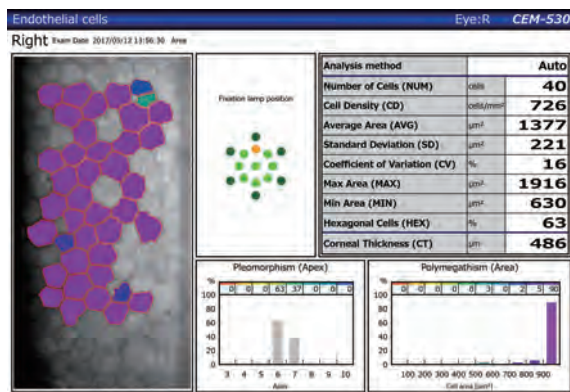 Endothelial cells Eye:R CEM-530
Right Exam Date 2017/09/12 13:56:30 Area
Fixation lamp position
Analysis method Auto
Number of Cells (NUM) cells 40
Cell Density (CD) cells/mm² 726
Average Area (AVG) µm² 1377
Standard Deviation (SD) µm² 221
Coefficient of Variation (CV) % 16
Max Area (MAX) µm² 1916
Min Area (MIN) µm² 630
Hexagonal Cells (HEX) % 63
Corneal Thickness (CT) µm 486
Pleomorphism (Apex)
%
0 0 0 63 37 0 0 0
100
80
60
40
20
0
3 4 5 6 7 8 9 10
Apex
Polymegathism (Area)
%
0 0 0 0 0 3 0 2 5 90
100
80
60
40
20
0
100 200 300 400 500 600 700 800 900
Cell area [µm²]